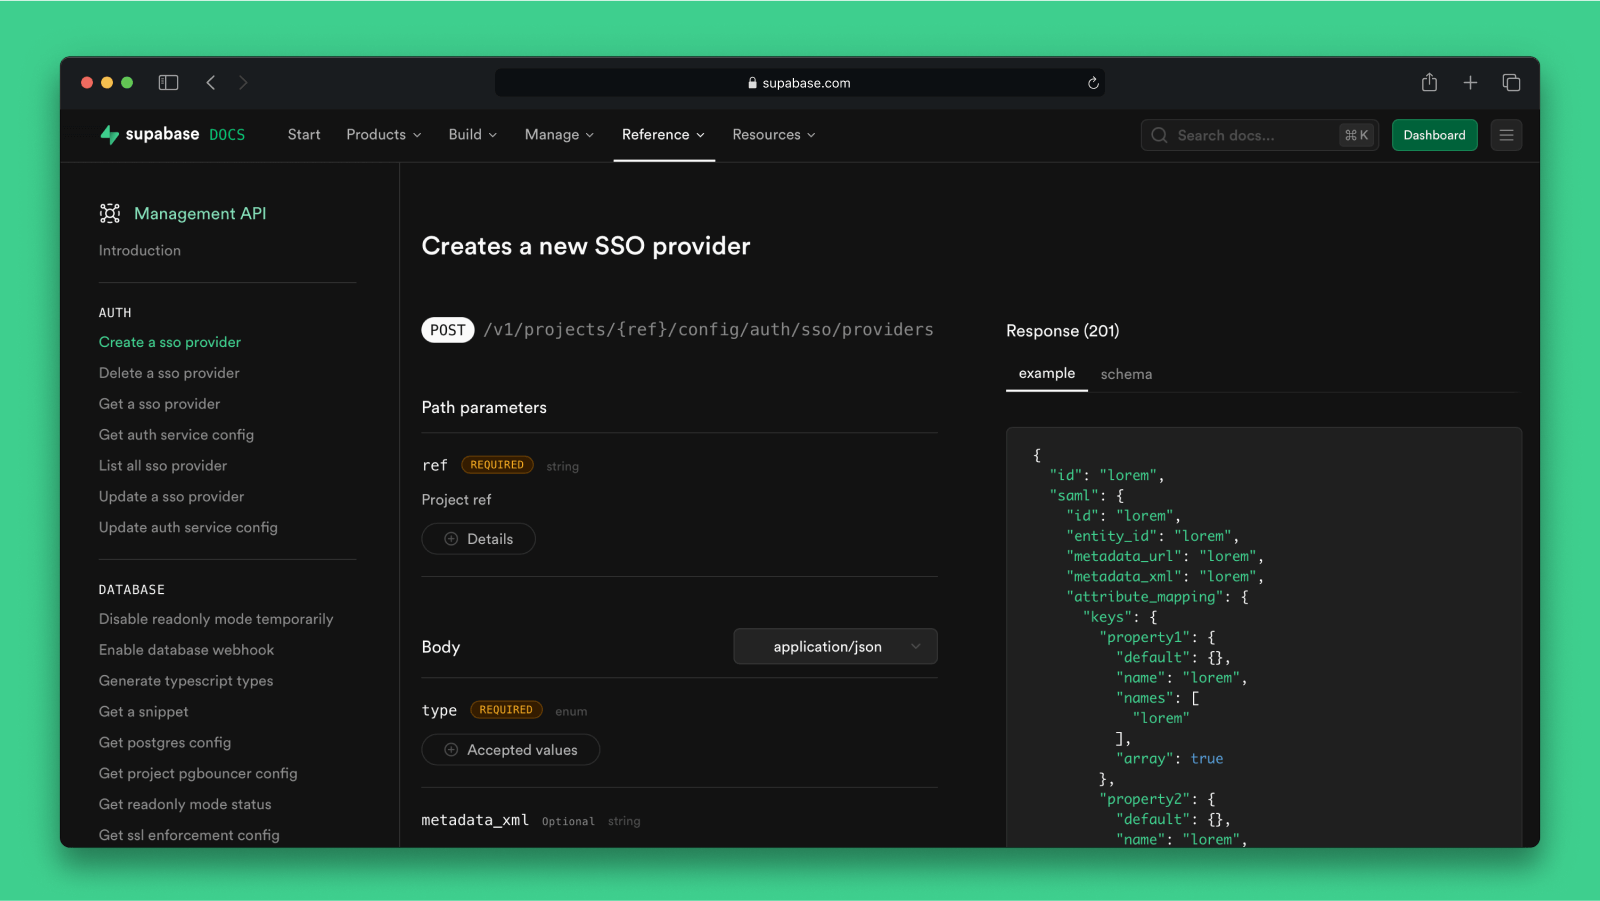 supabase.com
supabase DOCS
Start
Products
Build
Manage
Reference
Resources
Search docs...
⌘K
Dashboard
Management API
Introduction
AUTH
Create a sso provider
Delete a sso provider
Get a sso provider
Get auth service config
List all sso provider
Update a sso provider
Update auth service config
DATABASE
Disable readonly mode temporarily
Enable database webhook
Generate typescript types
Get a snippet
Get postgres config
Get project pgbouncer config
Get readonly mode status
Get ssl enforcement config
Creates a new SSO provider
POST /v1/projects/{ref}/config/auth/sso/providers
Path parameters
ref REQUIRED string
Project ref
Details
Body
application/json
type REQUIRED enum
Accepted values
metadata_xml Optional string
Response (201)
example
schema
{
"id": "lorem",
"saml": {
"id": "lorem",
"entity_id": "lorem",
"metadata_url": "lorem",
"metadata_xml": "lorem",
"attribute_mapping": {
"keys": {
"property1": {
"default": {},
"name": "lorem",
"names": [
"lorem"
],
"array": true
},
"property2": {
"default": {},
"name": "lorem",